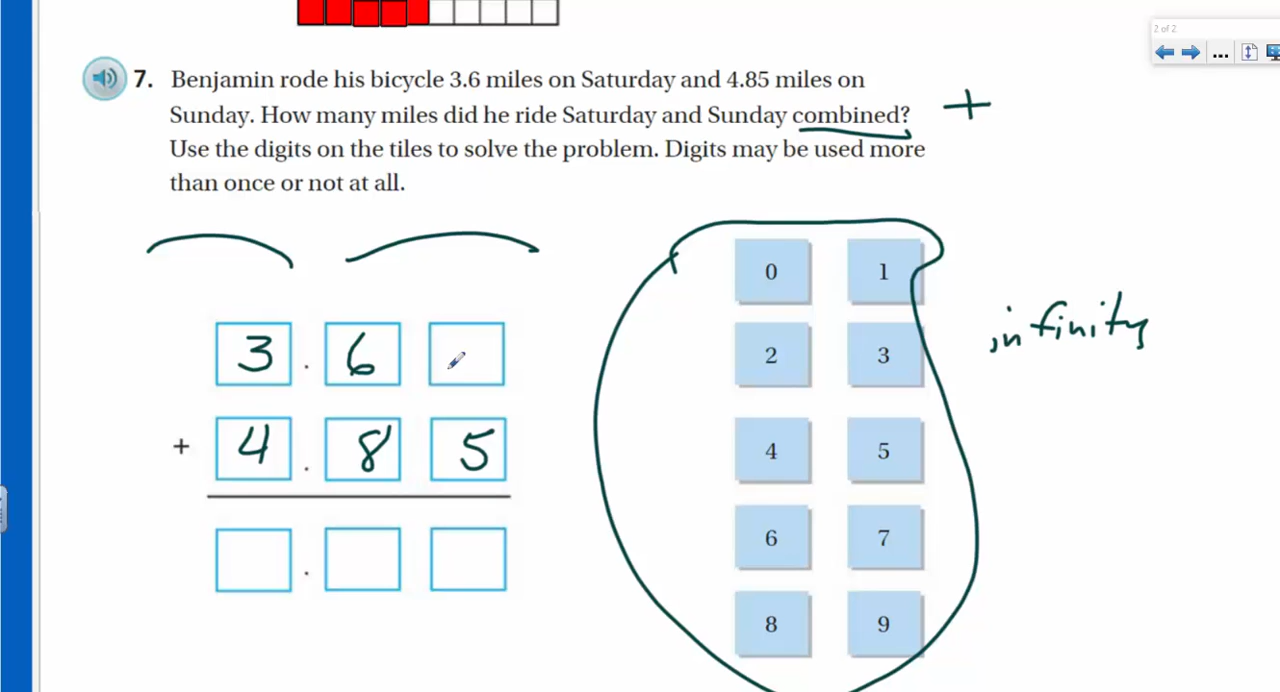 2 of 2
...
7. Benjamin rode his bicycle 3.6 miles on Saturday and 4.85 miles on
Sunday. How many miles did he ride Saturday and Sunday combined? +
Use the digits on the tiles to solve the problem. Digits may be used more
than once or not at all.
0 1
infinity
3 . 6
2 3
+ 4 . 8 5
4 5
.
6 7
8 9